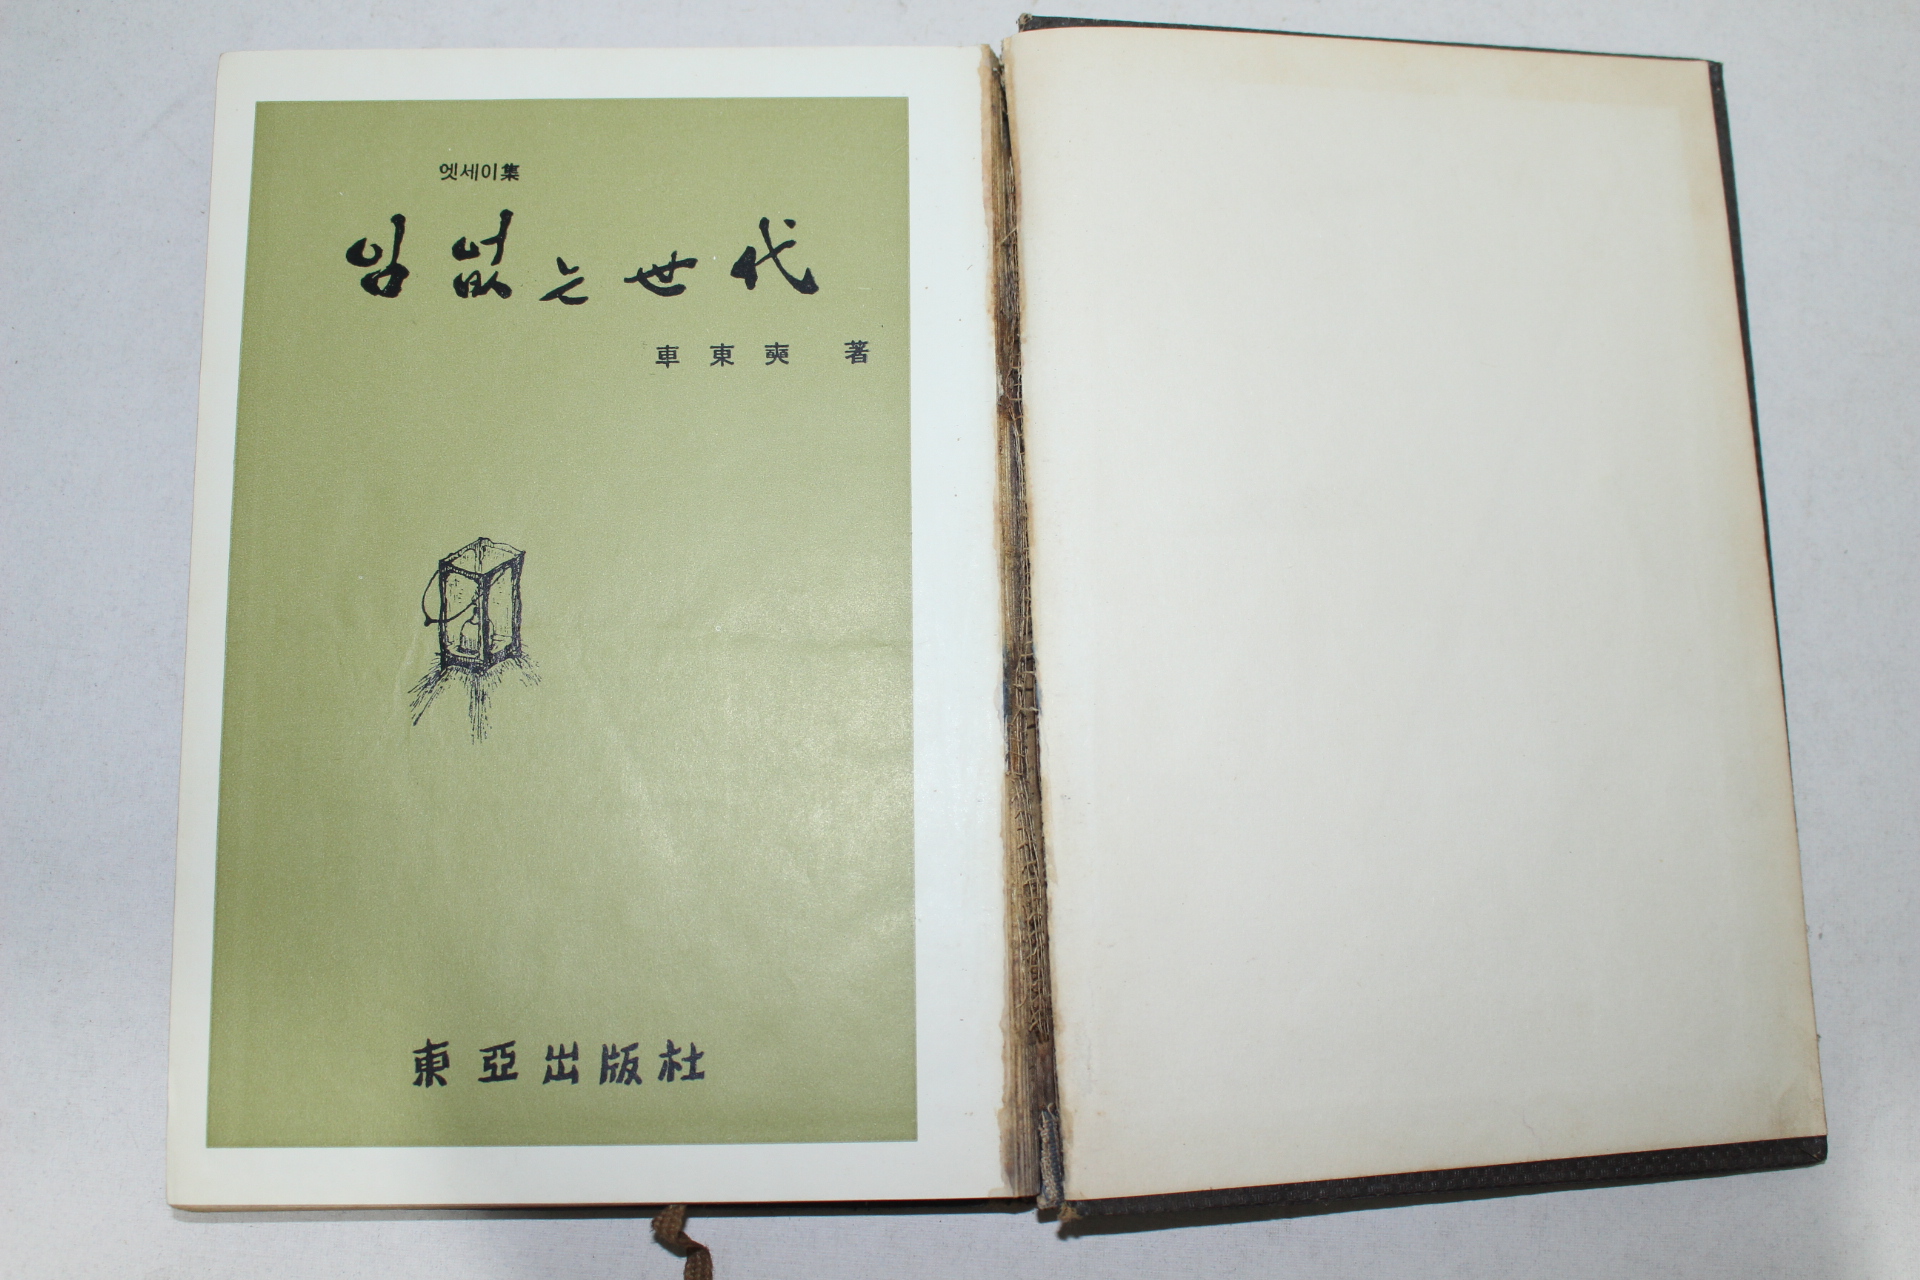 엣세이集
임없는世代
車東奭 著
東亞出版社